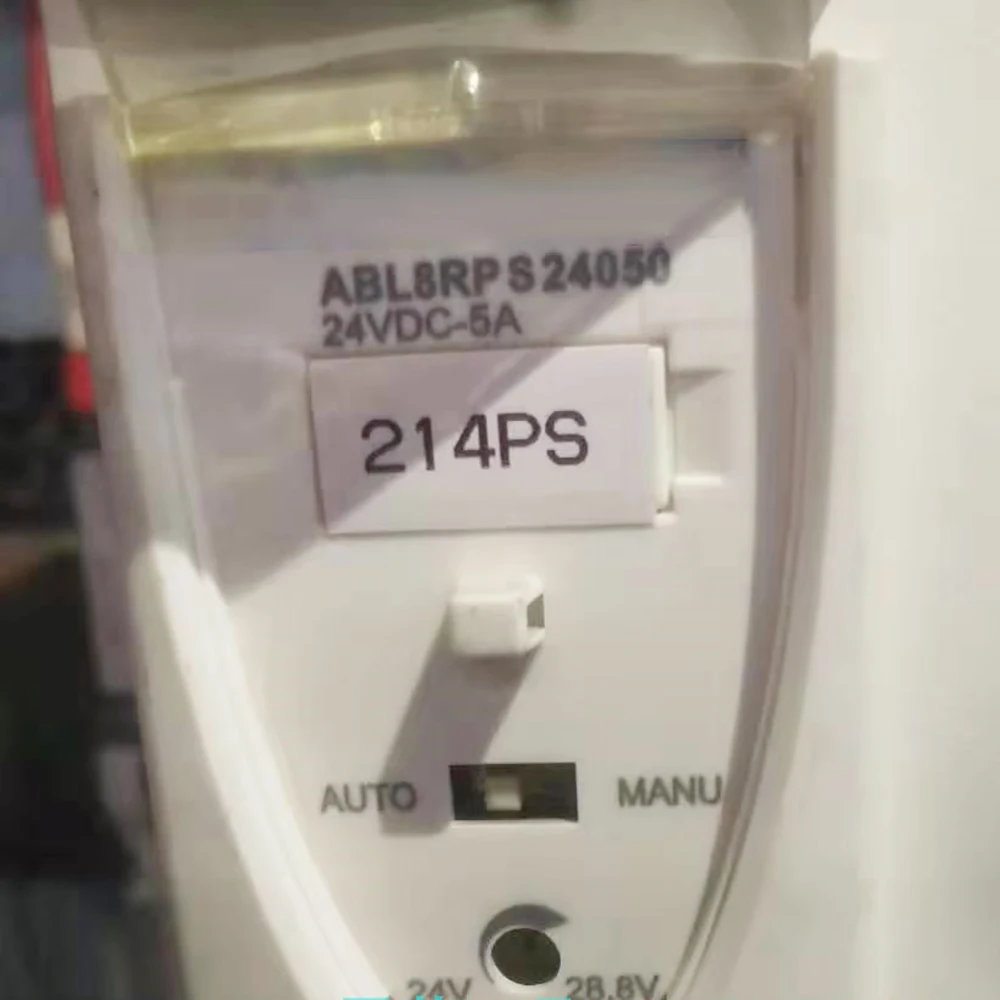 ABL8RPS24050
24VDC-5A
214PS
AUTO MANU
24V 28.8V